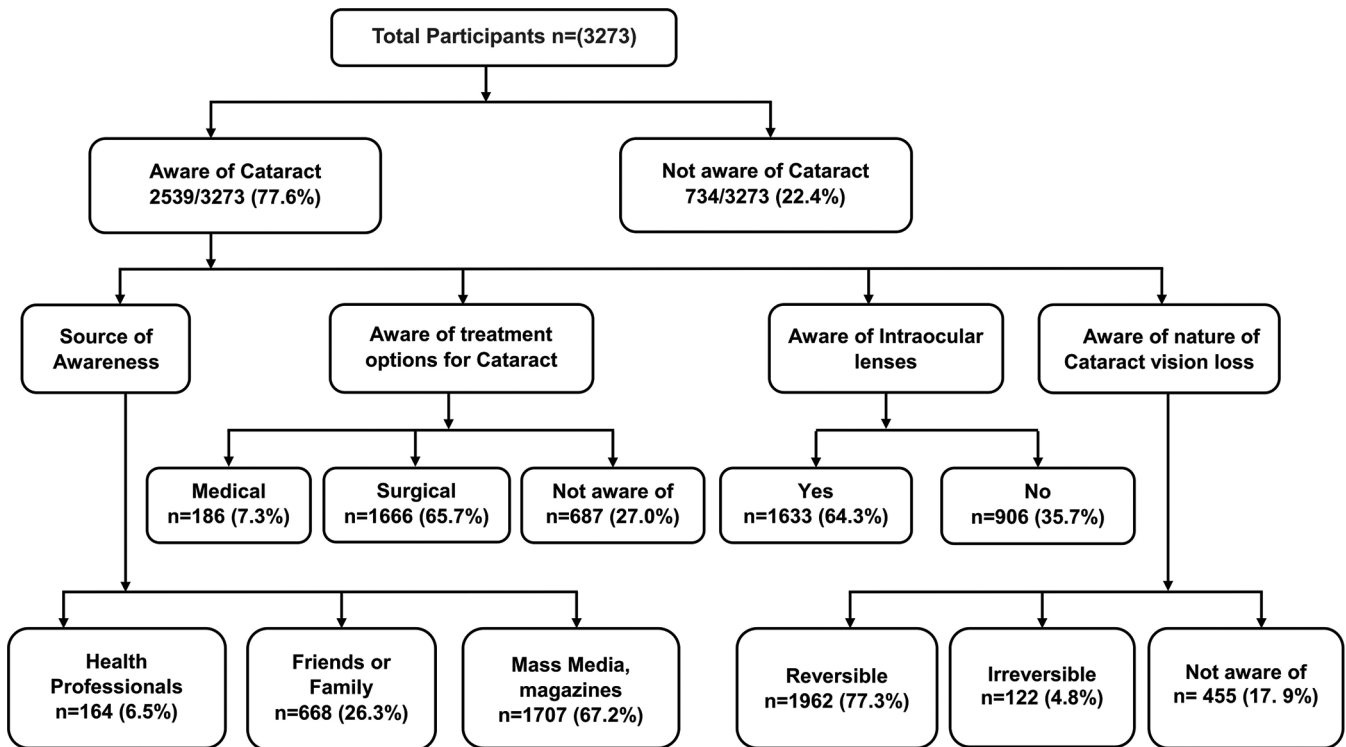 Total Participants n=(3273)
Aware of Cataract
2539/3273 (77.6%)
Not aware of Cataract
734/3273 (22.4%)
Source of
Awareness
Aware of treatment
options for Cataract
Aware of Intraocular
lenses
Aware of nature of
Cataract vision loss
Medical
n=186 (7.3%)
Surgical
n=1666 (65.7%)
Not aware of
n=687 (27.0%)
Yes
n=1633 (64.3%)
No
n=906 (35.7%)
Health
Professionals
n=164 (6.5%)
Friends or
Family
n=668 (26.3%)
Mass Media,
magazines
n=1707 (67.2%)
Reversible
n=1962 (77.3%)
Irreversible
n=122 (4.8%)
Not aware of
n= 455 (17. 9%)